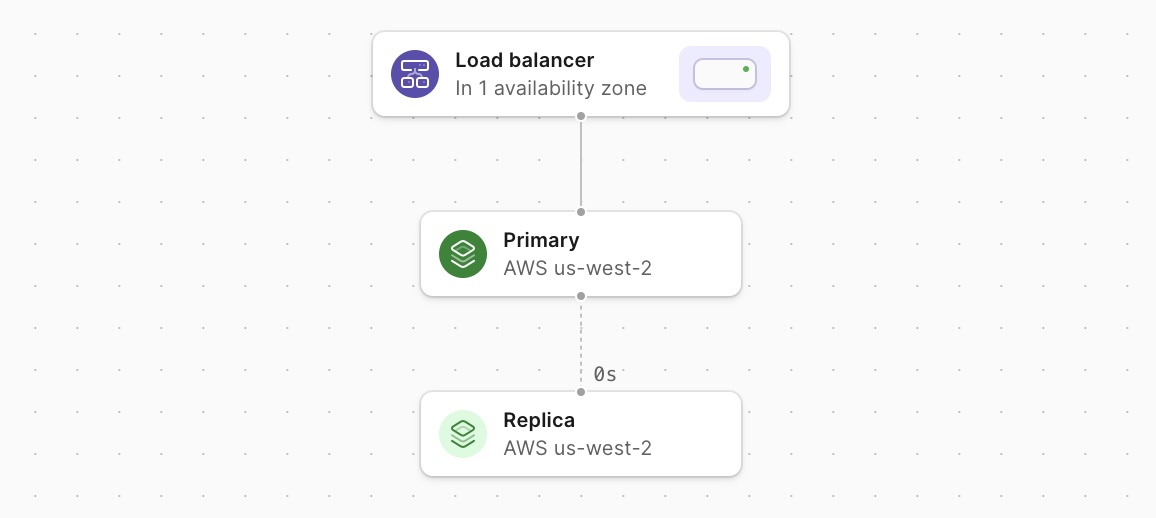 Load balancer
In 1 availability zone
Primary
AWS us-west-2
0s
Replica
AWS us-west-2